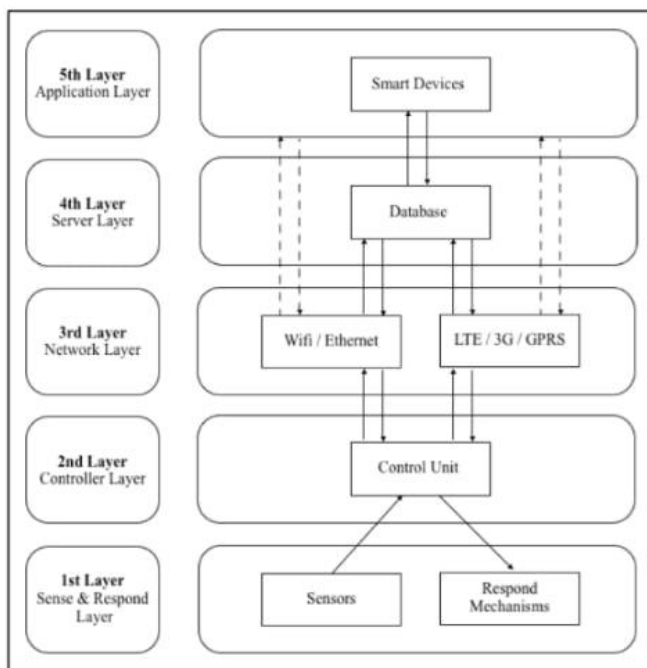 5th Layer
Application Layer
Smart Devices
4th Layer
Server Layer
Database
3rd Layer
Network Layer
Wifi / Ethernet
LTE / 3G / GPRS
2nd Layer
Controller Layer
Control Unit
1st Layer
Sense & Respond
Layer
Sensors
Respond
Mechanisms